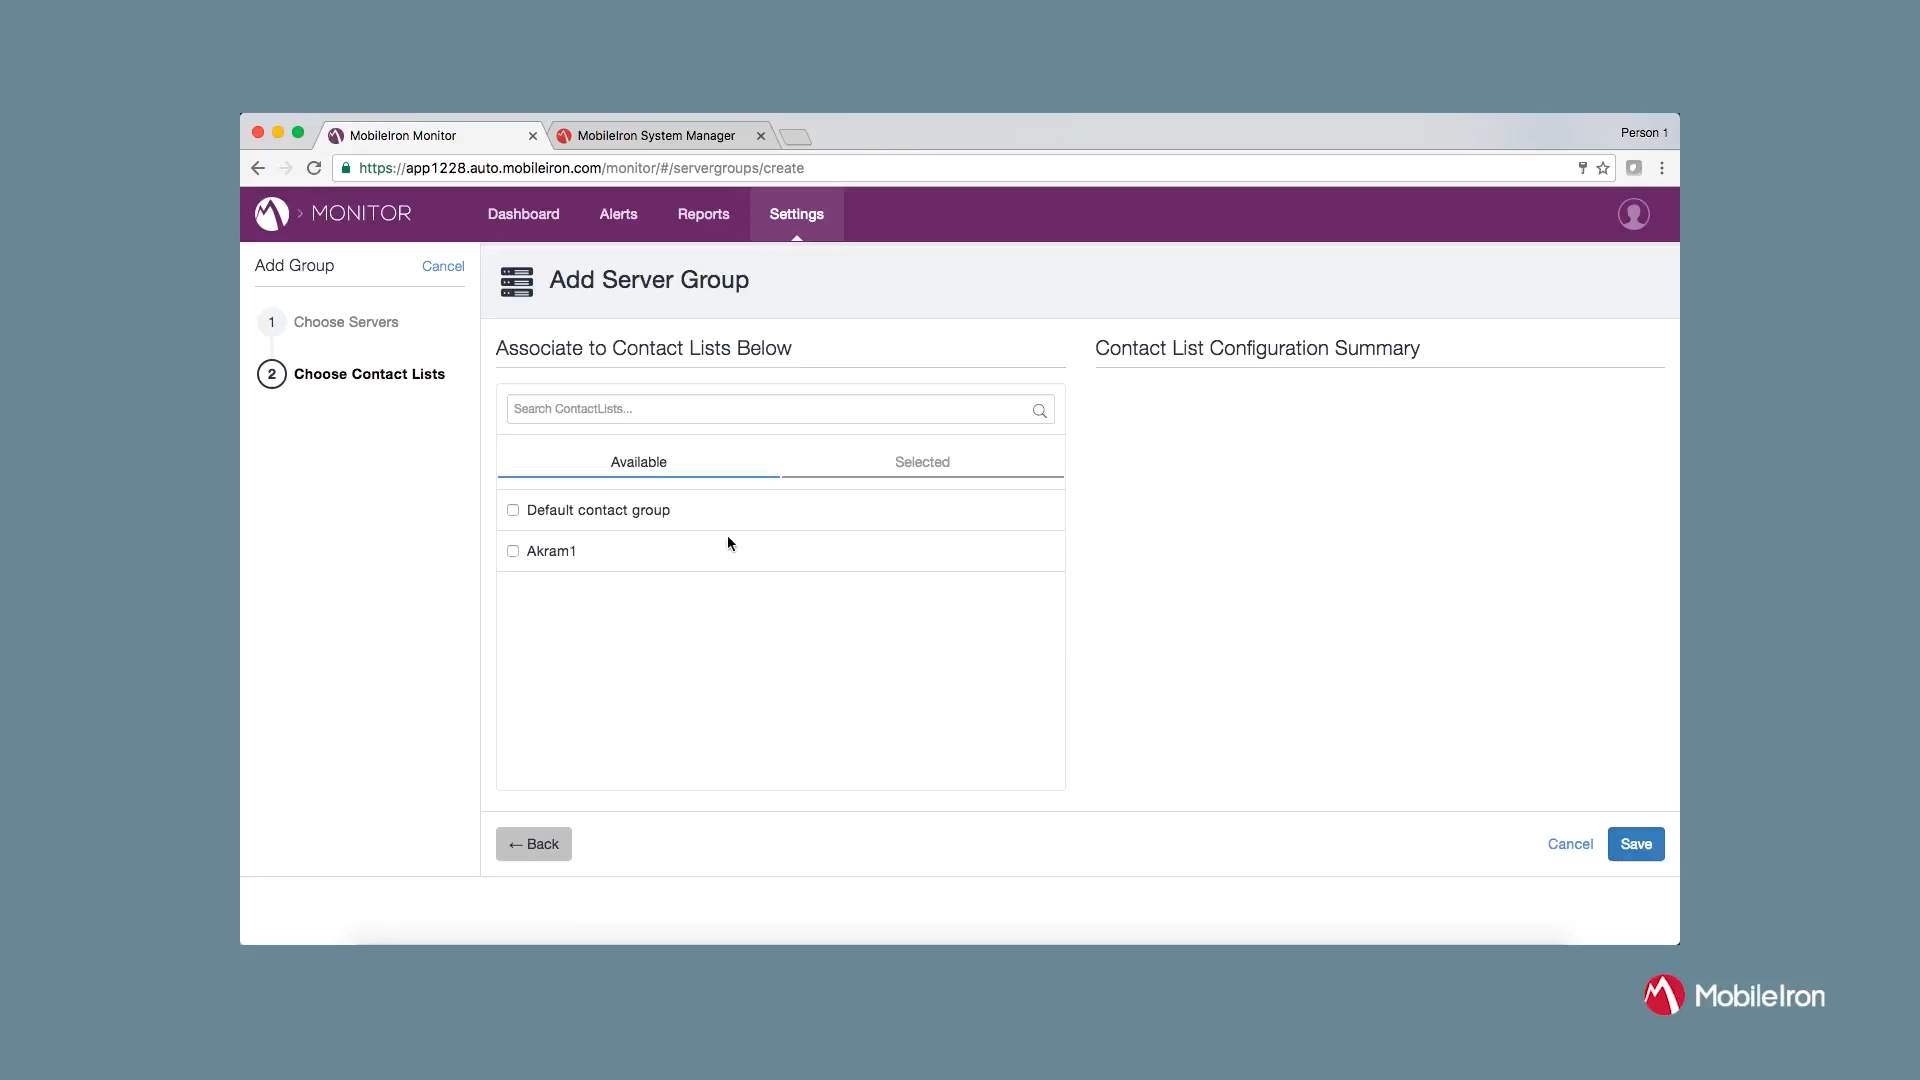 MobileIron Monitor
MobileIron System Manager
Person 1
https://app1228.auto.mobileiron.com/monitor/#/servergroups/create
MONITOR
Dashboard
Alerts
Reports
Settings
Add Group
Cancel
1 Choose Servers
2 Choose Contact Lists
Add Server Group
Associate to Contact Lists Below
Search ContactLists...
Available
Selected
Default contact group
Akram1
Contact List Configuration Summary
← Back
Cancel
Save
MobileIron